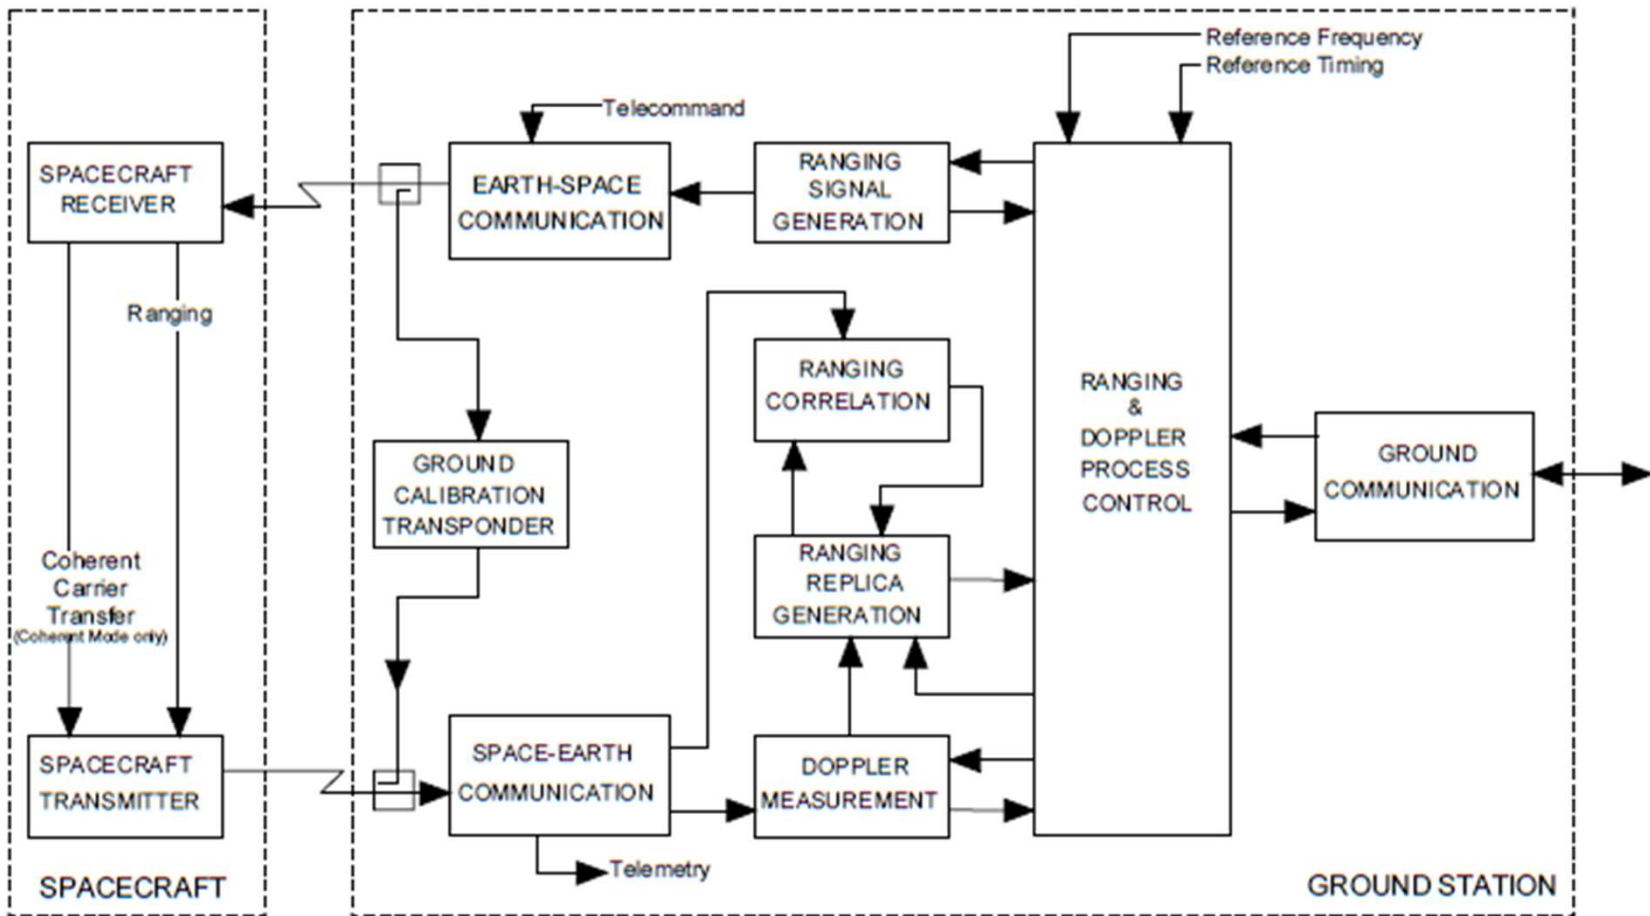 Reference Frequency
Reference Timing
Telecommand
SPACECRAFT
RECEIVER
EARTH-SPACE
COMMUNICATION
RANGING
SIGNAL
GENERATION
Ranging
RANGING
CORRELATION
RANGING
&
DOPPLER
PROCESS
CONTROL
GROUND
COMMUNICATION
GROUND
CALIBRATION
TRANSPONDER
Coherent
Carrier
Transfer
(Coherent Mode only)
RANGING
REPLICA
GENERATION
SPACECRAFT
TRANSMITTER
SPACE-EARTH
COMMUNICATION
DOPPLER
MEASUREMENT
Telemetry
SPACECRAFT
GROUND STATION